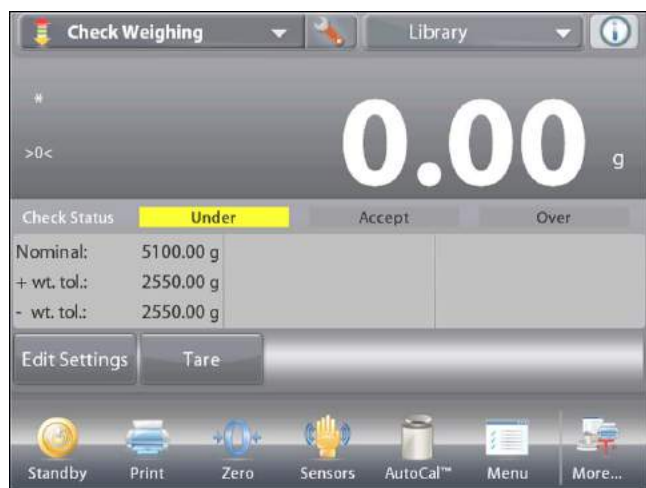 Check Weighing Library
*
0.00 g
>0<
Check Status Under Accept Over
Nominal: 5100.00 g
+ wt. tol.: 2550.00 g
- wt. tol.: 2550.00 g
Edit Settings Tare
Standby Print Zero Sensors AutoCal™ Menu More...